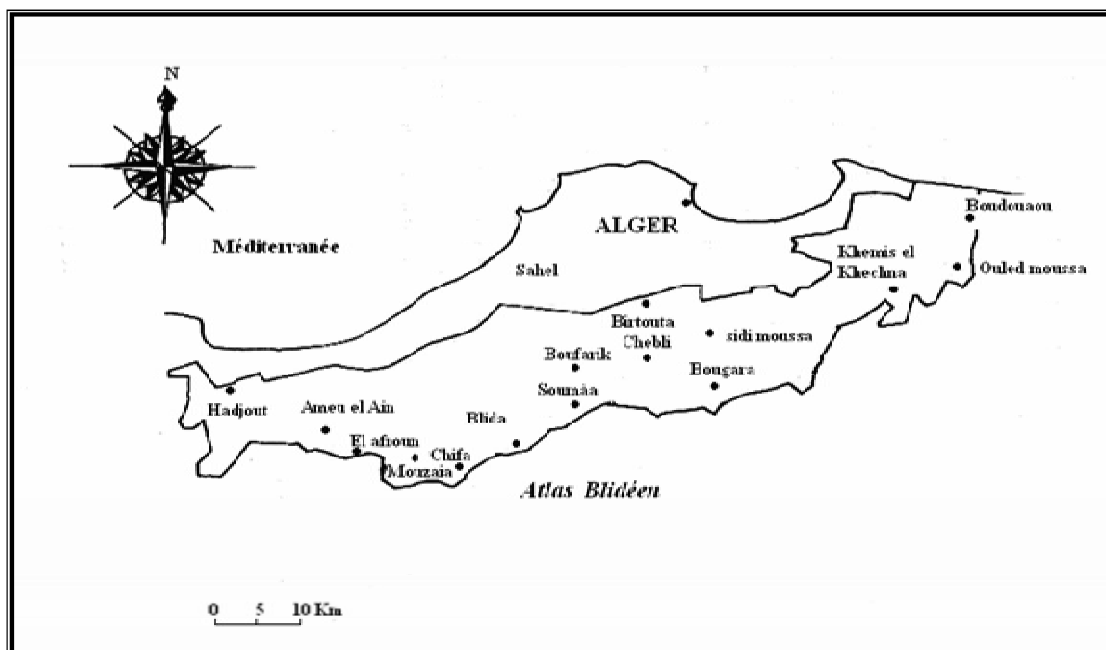 N
Méditerranée
ALGER
Sahel
Boudouaou
Khemis el
Khechna
Ouled moussa
Birtouta
Chebli
sidi moussa
Boufarik
Bougara
Soumâa
Hadjout
Ameu el Ain
Blida
El afroun
Chifa
Mouzaia
Atlas Blidéen
0 5 10 Km